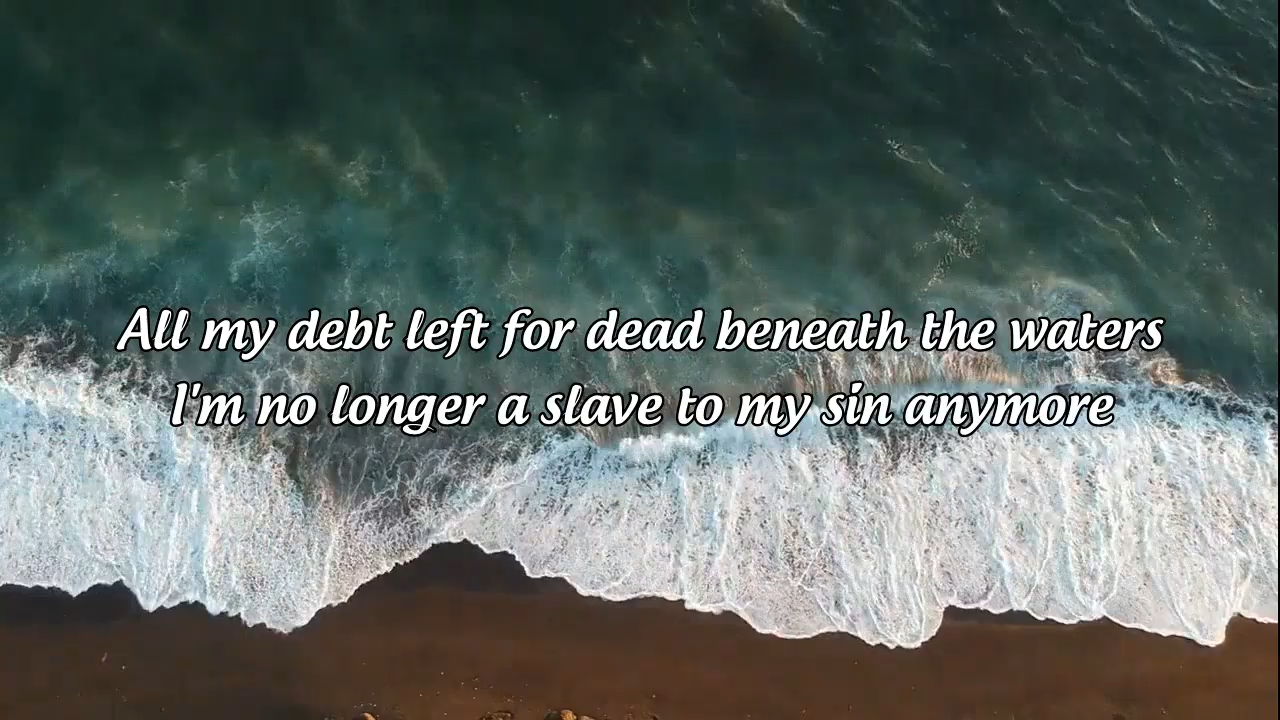 All my debt left for dead beneath the waters
I'm no longer a slave to my sin anymore